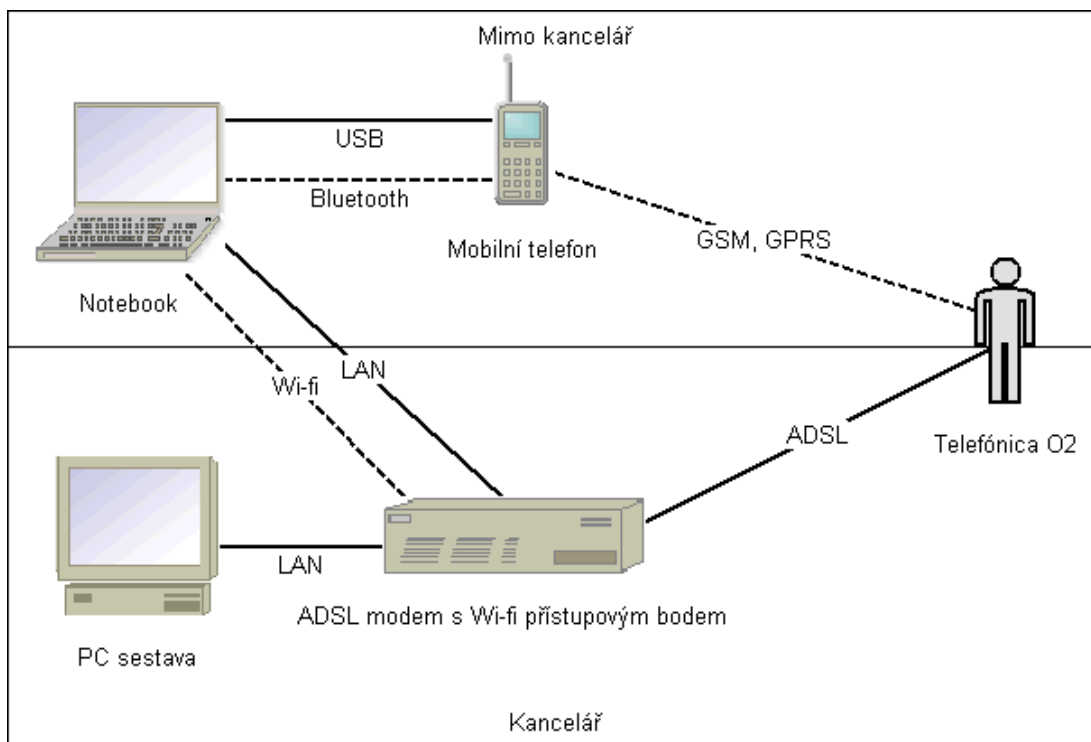 Mimo kancelář
USB
Bluetooth
Mobilní telefon
GSM, GPRS
Notebook
LAN
Wi-fi
ADSL
Telefónica O2
LAN
ADSL modem s Wi-fi přístupovým bodem
PC sestava
Kancelář